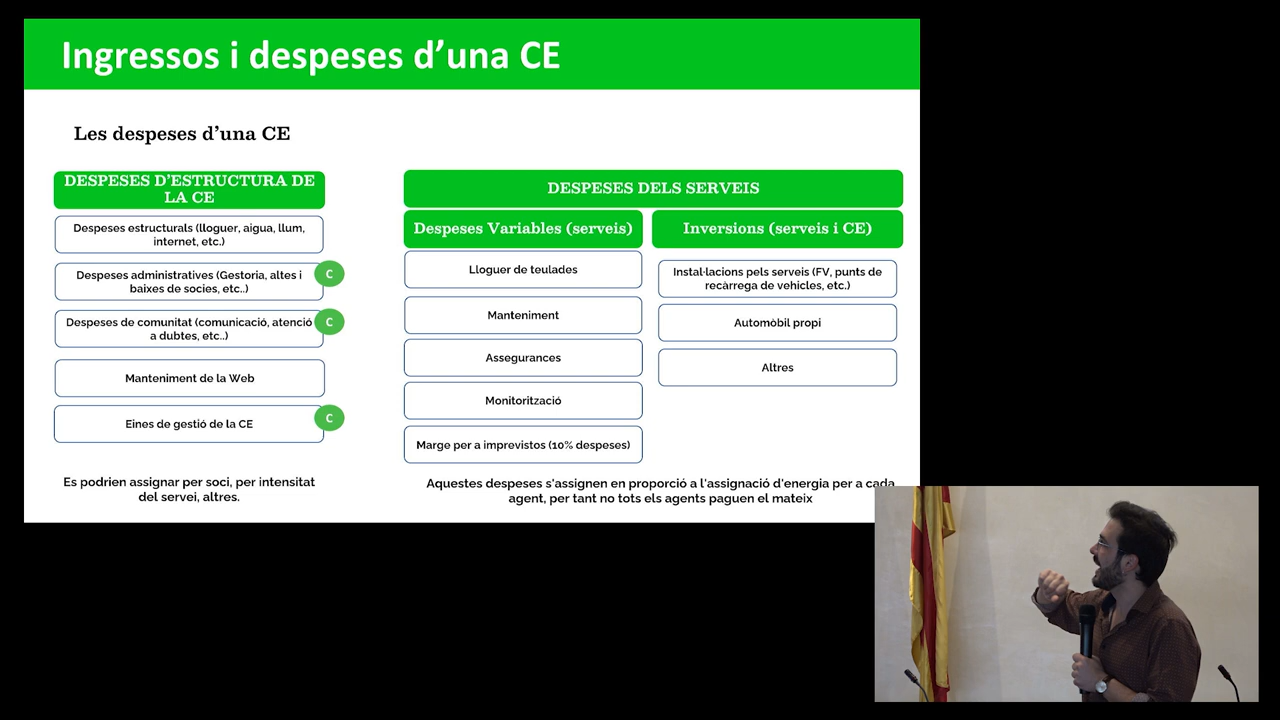 Ingressos i despeses d’una CE
Les despeses d’una CE
DESPESES D’ESTRUCTURA DE
LA CE
Despeses estructurals (lloguer, aigua, llum,
internet, etc.)
Despeses administratives (Gestoria, altes i
baixes de socies, etc..)
C
Despeses de comunitat (comunicació, atenció
a dubtes, etc..)
C
Manteniment de la Web
Eines de gestió de la CE
C
Es podrien assignar per soci, per intensitat
del servei, altres.
DESPESES DELS SERVEIS
Despeses Variables (serveis)
Lloguer de teulades
Manteniment
Assegurances
Monitorització
Marge per a imprevistos (10% despeses)
Inversions (serveis i CE)
Instal·lacions pels serveis (FV, punts de
recàrrega de vehicles, etc.)
Automòbil propi
Altres
Aquestes despeses s'assignen en proporció a l'assignació d'energia per a cada
agent, per tant no tots els agents paguen el mateix